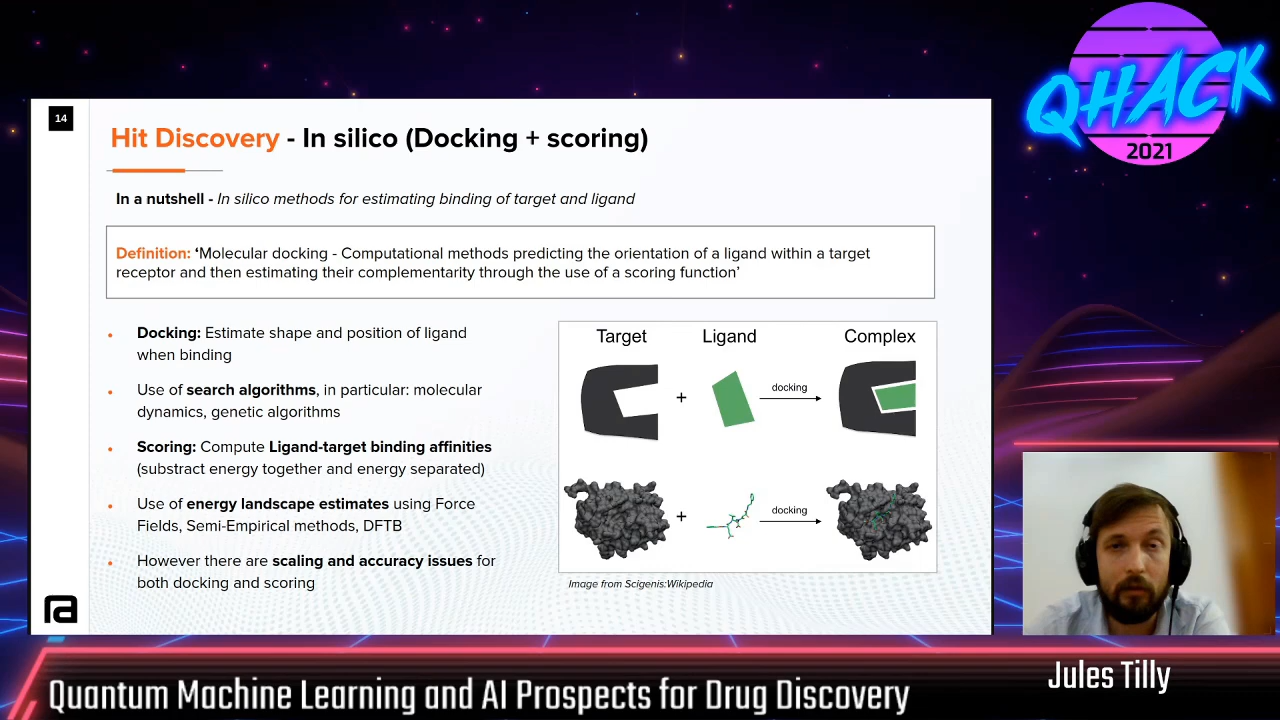 QHACK
2021
14
Hit Discovery - In silico (Docking + scoring)
In a nutshell - In silico methods for estimating binding of target and ligand
Definition: ‘Molecular docking - Computational methods predicting the orientation of a ligand within a target
receptor and then estimating their complementarity through the use of a scoring function’
• Docking: Estimate shape and position of ligand
when binding
• Use of search algorithms, in particular: molecular
dynamics, genetic algorithms
• Scoring: Compute Ligand-target binding affinities
(substract energy together and energy separated)
• Use of energy landscape estimates using Force
Fields, Semi-Empirical methods, DFTB
• However there are scaling and accuracy issues for
both docking and scoring
Target Ligand Complex
+ docking
+ docking
Image from Scigenis:Wikipedia
ra
Jules Tilly
Quantum Machine Learning and AI Prospects for Drug Discovery